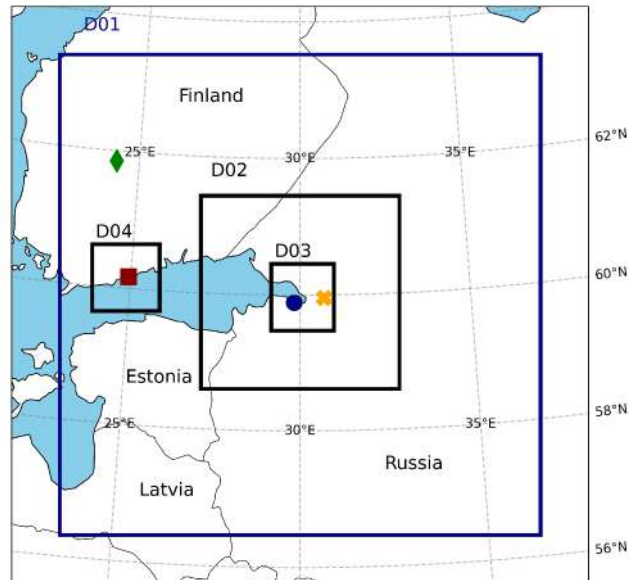 D01
Finland
62°N
25°E
30°E
35°E
D02
D04
D03
60°N
Estonia
58°N
25°E
30°E
35°E
Russia
Latvia
56°N